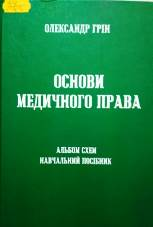 ОЛЕКСАНДР ГРІН
ОСНОВИ
МЕДИЧНОГО ПРАВА
АЛЬБОМ СХЕМ
НАВЧАЛЬНИЙ ПОСІБНИК